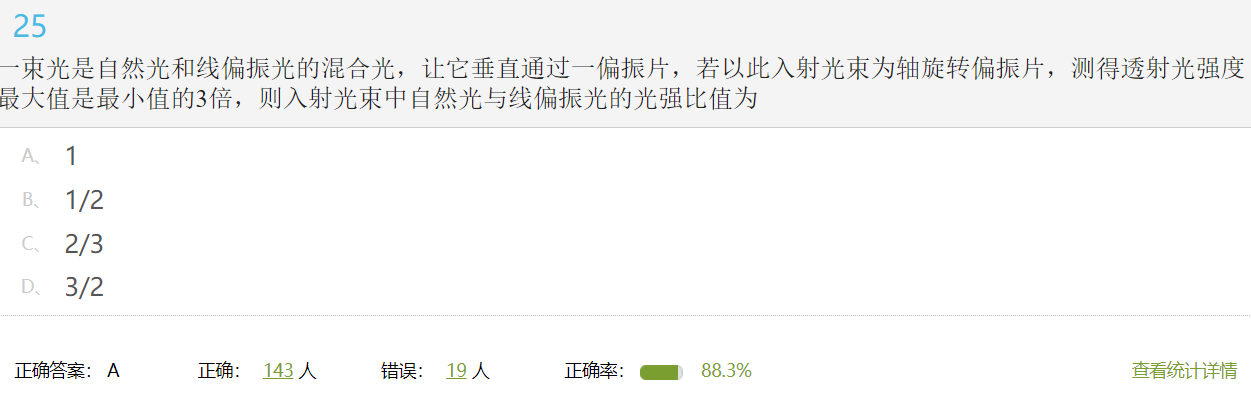 25
一束光是自然光和线偏振光的混合光，让它垂直通过一偏振片，若以此入射光束为轴旋转偏振片，测得透射光强度
最大值是最小值的3倍，则入射光束中自然光与线偏振光的光强比值为
A、 1
B、 1/2
C、 2/3
D、 3/2
正确答案： A 正确： 143 人 错误： 19 人 正确率： 88.3% 查看统计详情